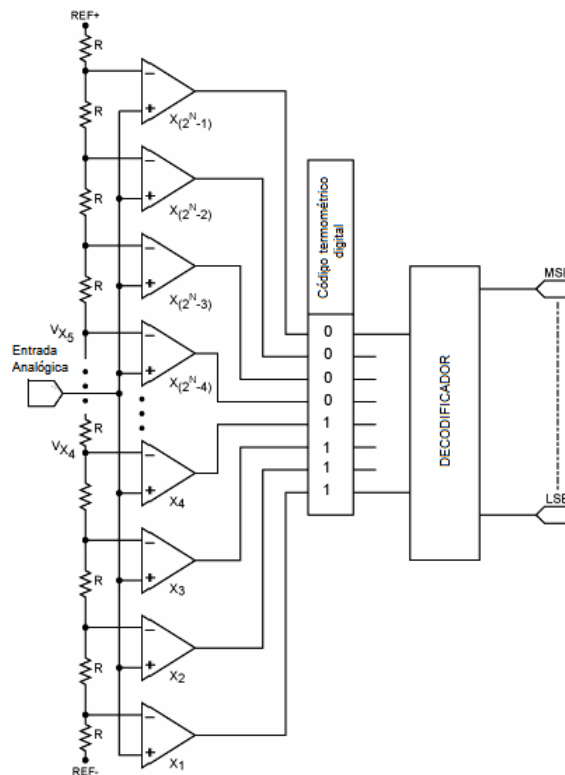 REF+
R
X(2^N-1)
R
X(2^N-2)
R
Código termométrico
digital
X(2^N-3)
R
MSB
VX5
Entrada
Analógica
X(2^N-4)
0
0
0
0
1
1
1
1
DECODIFICADOR
R
VX4
X4
LSB
X3
R
X2
R
X1
R
REF-